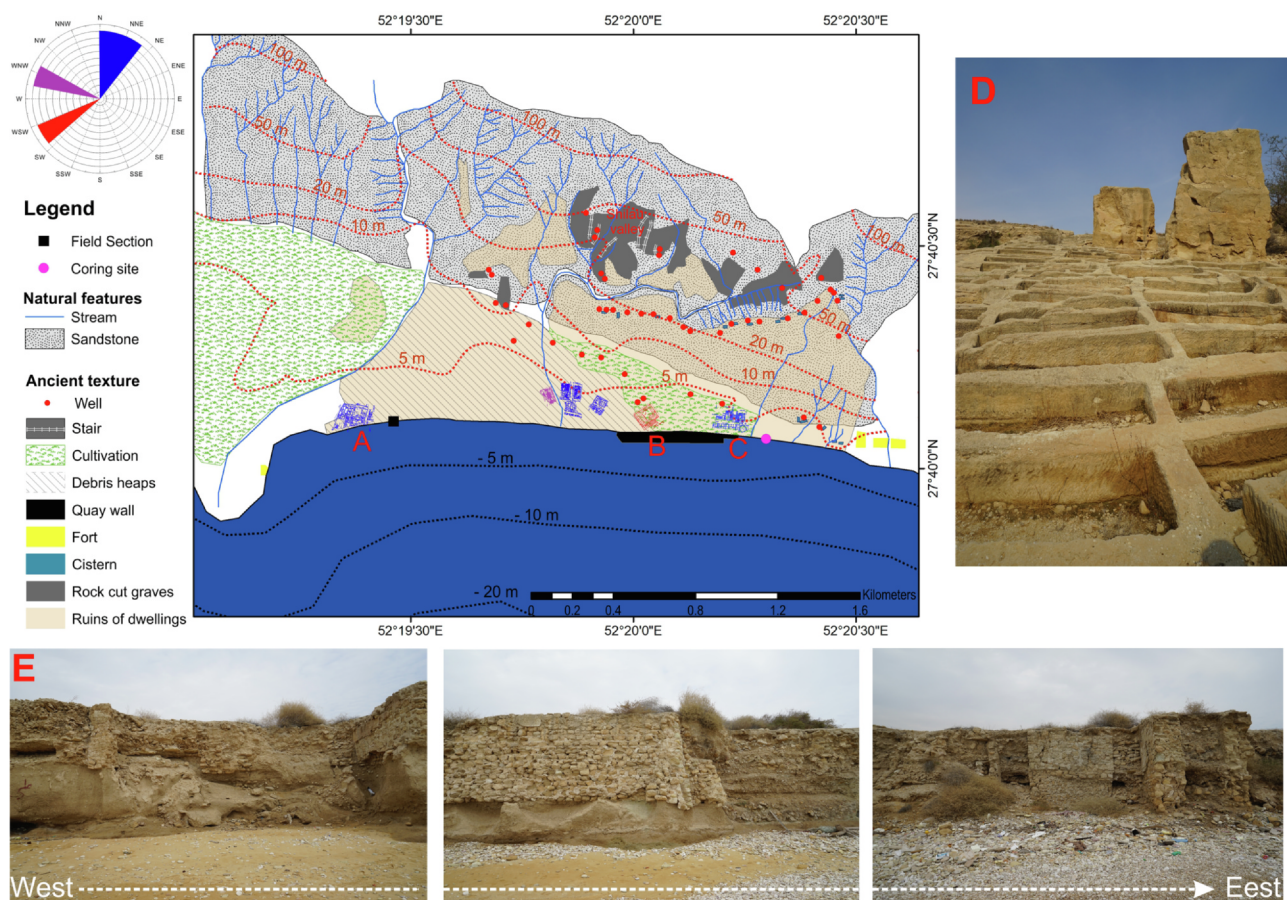 52°19'30"E 52°20'0"E 52°20'30"E
N
NNW NNE
NW NE
WNW ENE
W E
WSW ESE
SW SE
SSW SSE
S
Legend
Field Section
Coring site
Natural features
Stream
Sandstone
Ancient texture
Well
Stair
Cultivation
Debris heaps
Quay wall
Fort
Cistern
Rock cut graves
Ruins of dwellings
100 m
50 m
20 m
10 m
100 m
50 m
100 m
Shilau
valley
50 m
20 m
10 m
5 m
5 m
A
B
C
- 5 m
- 10 m
- 20 m
Kilometers
0 0.2 0.4 0.8 1.2 1.6
27°40'30"N
27°40'0"N
52°19'30"E 52°20'0"E 52°20'30"E
D
E
West
Eest